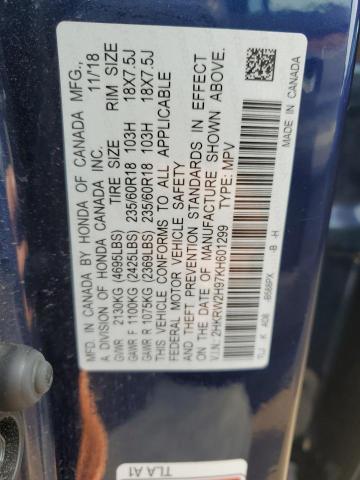 MFD. IN CANADA BY HONDA OF CANADA MFG.,
A DIVISION OF HONDA CANADA INC. 11/18
TIRE SIZE RIM SIZE
GVWR 2130KG (4695LBS)
GAWR F 1100KG (2425LBS) 235/60R18 103H 18X7.5J
GAWR R 1075KG (2369LBS) 235/60R18 103H 18X7.5J
THIS VEHICLE CONFORMS TO ALL APPLICABLE
FEDERAL MOTOR VEHICLE SAFETY
AND THEFT PREVENTION STANDARDS IN EFFECT
ON THE DATE OF MANUFACTURE SHOWN ABOVE.
V.I.N: 2HKRW2H97KH601299 TYPE: MPV
TLJ K AD8 -B588PX -B -H MADE IN CANADA
TLA A1